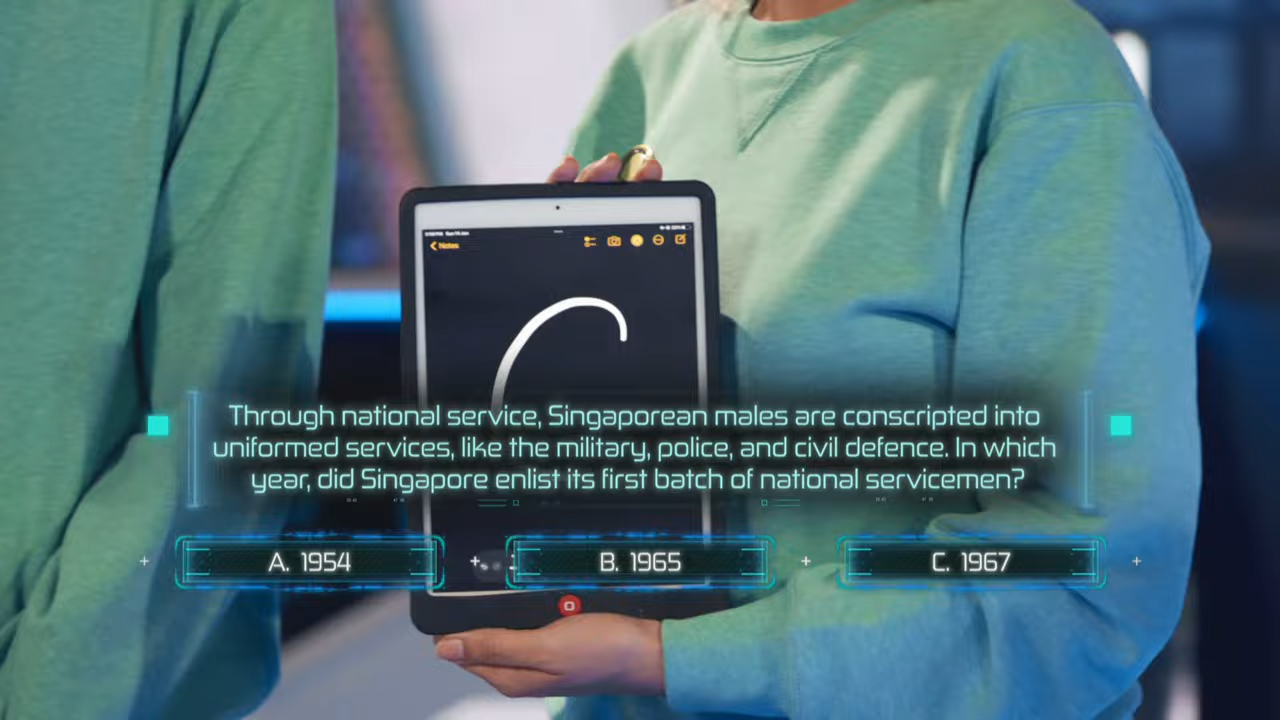 Notes
C
Through national service, Singaporean males are conscripted into
uniformed services, like the military, police, and civil defence. In which
year, did Singapore enlist its first batch of national servicemen?
A. 1954
B. 1965
C. 1967